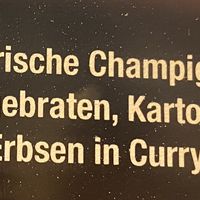 rische Champig
ebraten, Karto
Erbsen in Curry